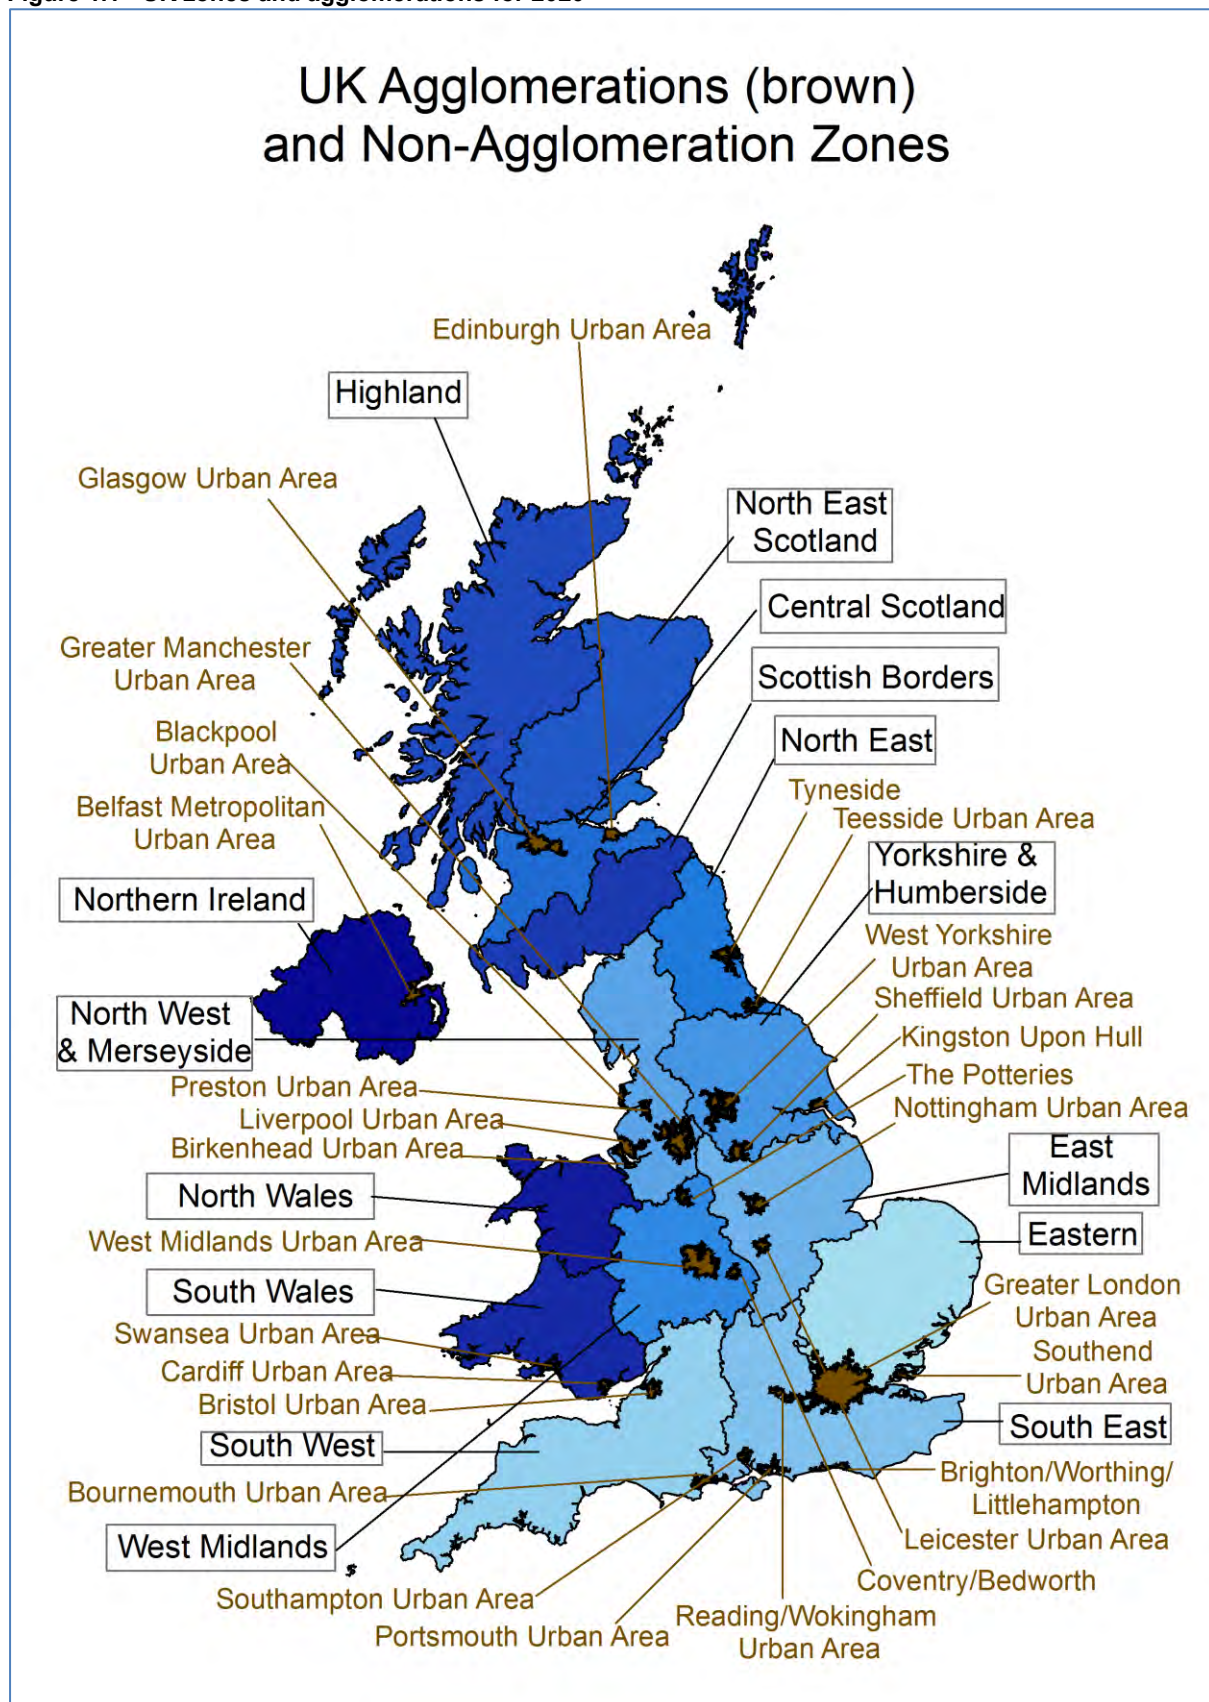 UK Agglomerations (brown)
and Non-Agglomeration Zones
Edinburgh Urban Area
Highland
Glasgow Urban Area
North East
Scotland
Central Scotland
Greater Manchester
Urban Area
Scottish Borders
Blackpool
Urban Area
North East
Belfast Metropolitan
Urban Area
Tyneside
Teesside Urban Area
Yorkshire &
Humberside
Northern Ireland
West Yorkshire
Urban Area
Sheffield Urban Area
North West
& Merseyside
Kingston Upon Hull
Preston Urban Area
The Potteries
Liverpool Urban Area
Nottingham Urban Area
Birkenhead Urban Area
East
Midlands
North Wales
West Midlands Urban Area
Eastern
South Wales
Greater London
Urban Area
Swansea Urban Area
Southend
Urban Area
Cardiff Urban Area
Bristol Urban Area
South East
South West
Bournemouth Urban Area
Brighton/Worthing/
Littlehampton
West Midlands
Leicester Urban Area
Coventry/Bedworth
Southampton Urban Area
Portsmouth Urban Area
Reading/Wokingham
Urban Area